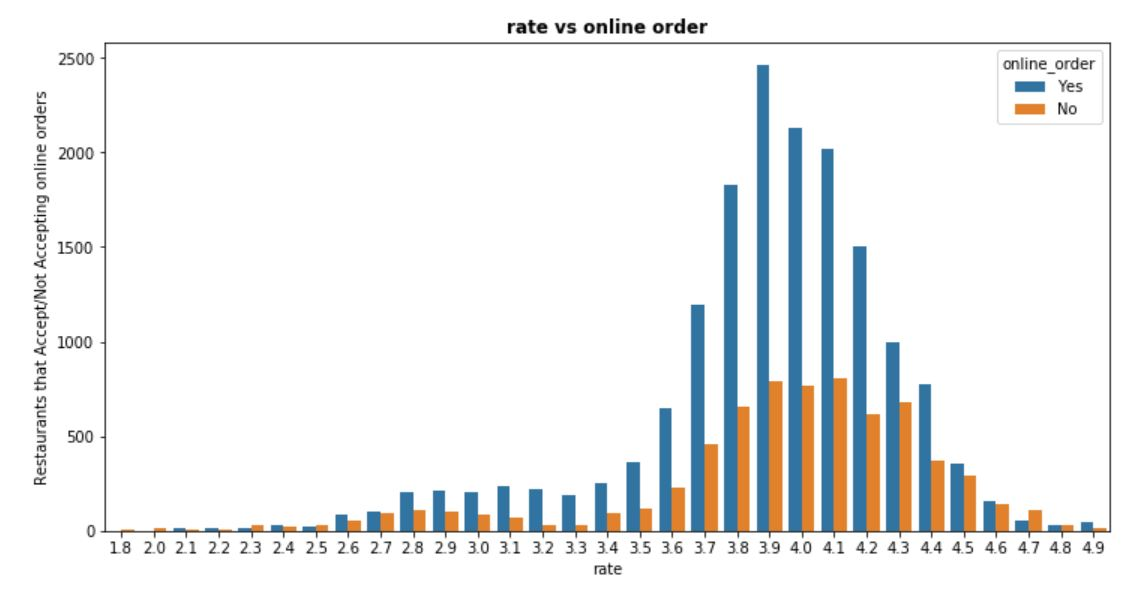 rate vs online order
online_order
Yes
No
Restaurants that Accept/Not Accepting online orders
2500
2000
1500
1000
500
0
1.8 2.0 2.1 2.2 2.3 2.4 2.5 2.6 2.7 2.8 2.9 3.0 3.1 3.2 3.3 3.4 3.5 3.6 3.7 3.8 3.9 4.0 4.1 4.2 4.3 4.4 4.5 4.6 4.7 4.8 4.9
rate